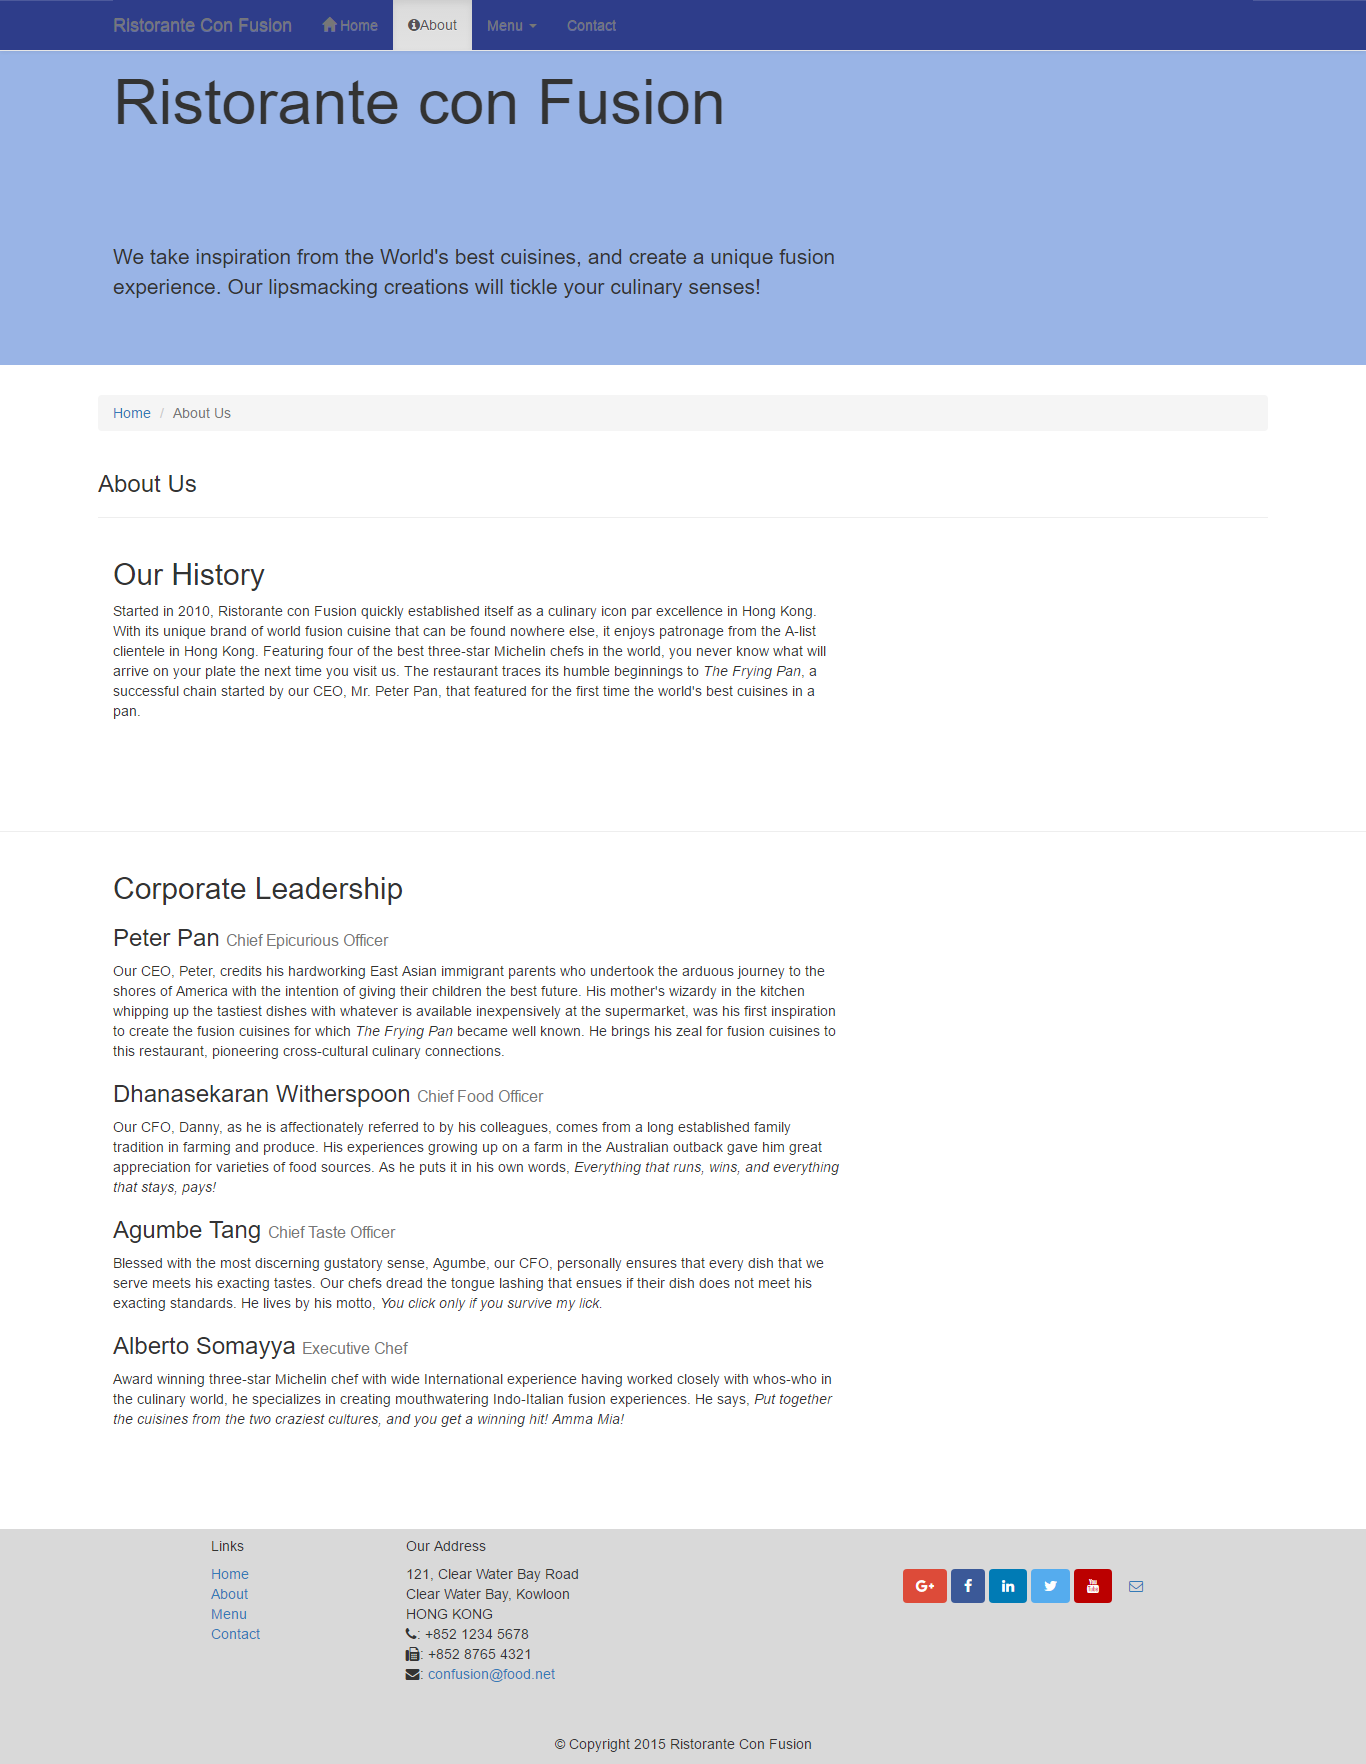 Ristorante Con Fusion Home About Menu Contact
Ristorante con Fusion
We take inspiration from the World's best cuisines, and create a unique fusion
experience. Our lipsmacking creations will tickle your culinary senses!
Home / About Us
About Us
Our History
Started in 2010, Ristorante con Fusion quickly established itself as a culinary icon par excellence in Hong Kong.
With its unique brand of world fusion cuisine that can be found nowhere else, it enjoys patronage from the A-list
clientele in Hong Kong. Featuring four of the best three-star Michelin chefs in the world, you never know what will
arrive on your plate the next time you visit us. The restaurant traces its humble beginnings to The Frying Pan, a
successful chain started by our CEO, Mr. Peter Pan, that featured for the first time the world's best cuisines in a
pan.
Corporate Leadership
Peter Pan Chief Epicurious Officer
Our CEO, Peter, credits his hardworking East Asian immigrant parents who undertook the arduous journey to the
shores of America with the intention of giving their children the best future. His mother's wizardy in the kitchen
whipping up the tastiest dishes with whatever is available inexpensively at the supermarket, was his first inspiration
to create the fusion cuisines for which The Frying Pan became well known. He brings his zeal for fusion cuisines to
this restaurant, pioneering cross-cultural culinary connections.
Dhanasekaran Witherspoon Chief Food Officer
Our CFO, Danny, as he is affectionately referred to by his colleagues, comes from a long established family
tradition in farming and produce. His experiences growing up on a farm in the Australian outback gave him great
appreciation for varieties of food sources. As he puts it in his own words, Everything that runs, wins, and everything
that stays, pays!
Agumbe Tang Chief Taste Officer
Blessed with the most discerning gustatory sense, Agumbe, our CFO, personally ensures that every dish that we
serve meets his exacting tastes. Our chefs dread the tongue lashing that ensues if their dish does not meet his
exacting standards. He lives by his motto, You click only if you survive my lick.
Alberto Somayya Executive Chef
Award winning three-star Michelin chef with wide International experience having worked closely with whos-who in
the culinary world, he specializes in creating mouthwatering Indo-Italian fusion experiences. He says, Put together
the cuisines from the two craziest cultures, and you get a winning hit! Amma Mia!
Links
Home
About
Menu
Contact
Our Address
121, Clear Water Bay Road
Clear Water Bay, Kowloon
HONG KONG
: +852 1234 5678
: +852 8765 4321
: confusion@food.net
G+ f in You Tube
© Copyright 2015 Ristorante Con Fusion